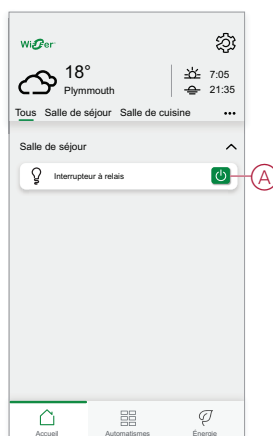 Wiser
18°
Plymmouth
7:05
21:35
Tous Salle de séjour Salle de cuisine
Salle de séjour
Interrupteur à relais
A
Accueil Automatismes Énergie